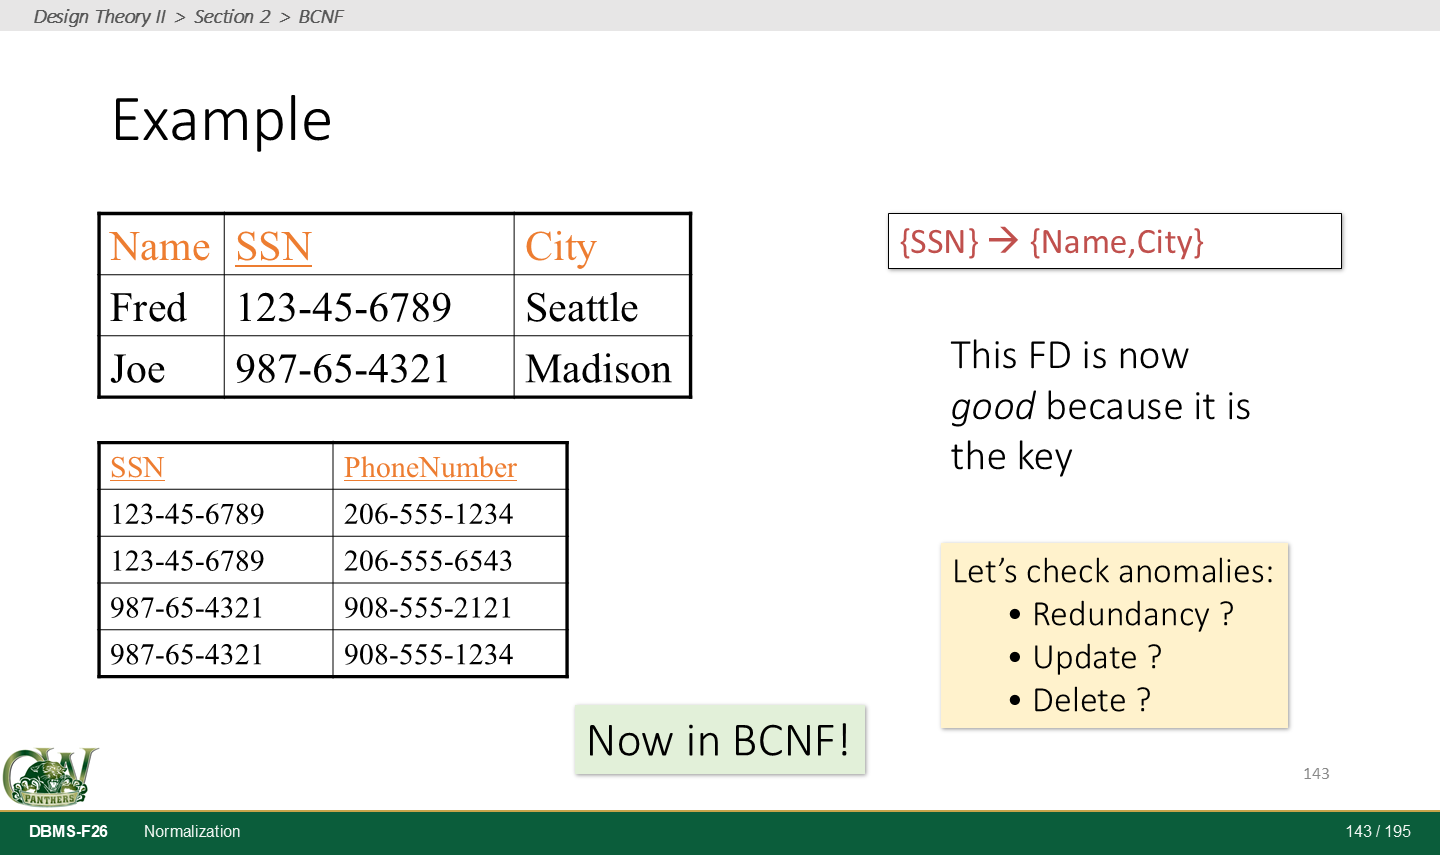 Design Theory II > Section 2 > BCNF
Example
Name SSN City
Fred 123-45-6789 Seattle
Joe 987-65-4321 Madison
{SSN} → {Name,City}
This FD is now
good because it is
the key
SSN PhoneNumber
123-45-6789 206-555-1234
123-45-6789 206-555-6543
987-65-4321 908-555-2121
987-65-4321 908-555-1234
Let’s check anomalies:
• Redundancy ?
• Update ?
• Delete ?
Now in BCNF!
143
OW
PANTHERS
DBMS-F26 Normalization 143 / 195